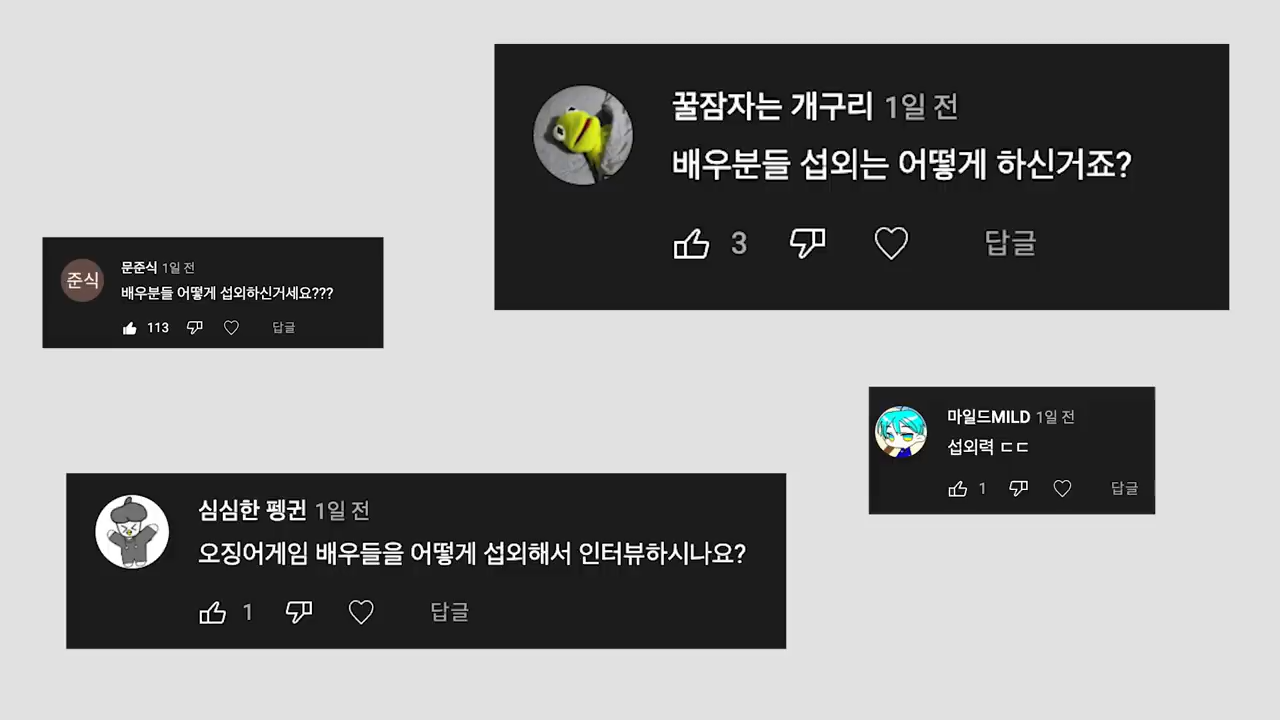 꿀잠자는 개구리 1일 전
배우분들 섭외는 어떻게 하신거죠?
3 답글
준식
문준식 1일 전
배우분들 어떻게 섭외하신거세요???
113 답글
마일드MILD 1일 전
섭외력 ㄷㄷ
1 답글
심심한 펭귄 1일 전
오징어게임 배우들을 어떻게 섭외해서 인터뷰하시나요?
1 답글